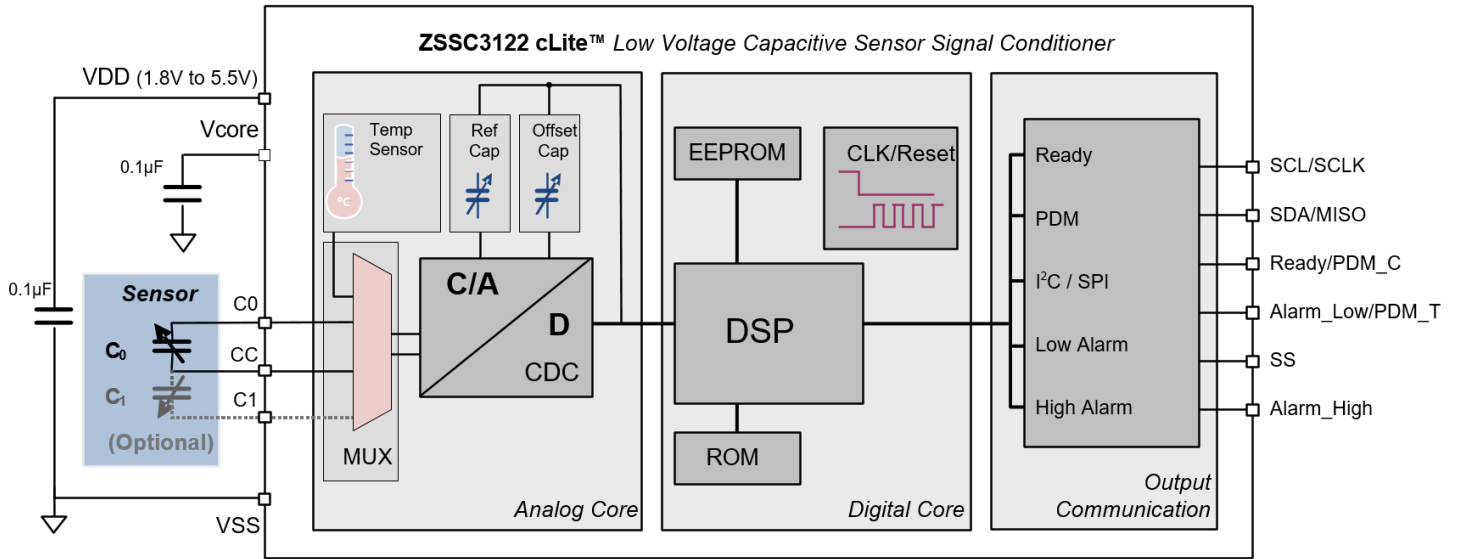 ZSSC3122 cLite™ Low Voltage Capacitive Sensor Signal Conditioner
VDD (1.8V to 5.5V)
Vcore
0.1µF
0.1µF
Sensor
C0
C₀
CC
C₁
C1
(Optional)
VSS
Temp
Sensor
°C
Ref
Cap
Offset
Cap
MUX
C/A
D
CDC
Analog Core
EEPROM
CLK/Reset
DSP
ROM
Digital Core
Ready
PDM
I²C / SPI
Low Alarm
High Alarm
Output
Communication
SCL/SCLK
SDA/MISO
Ready/PDM_C
Alarm_Low/PDM_T
SS
Alarm_High